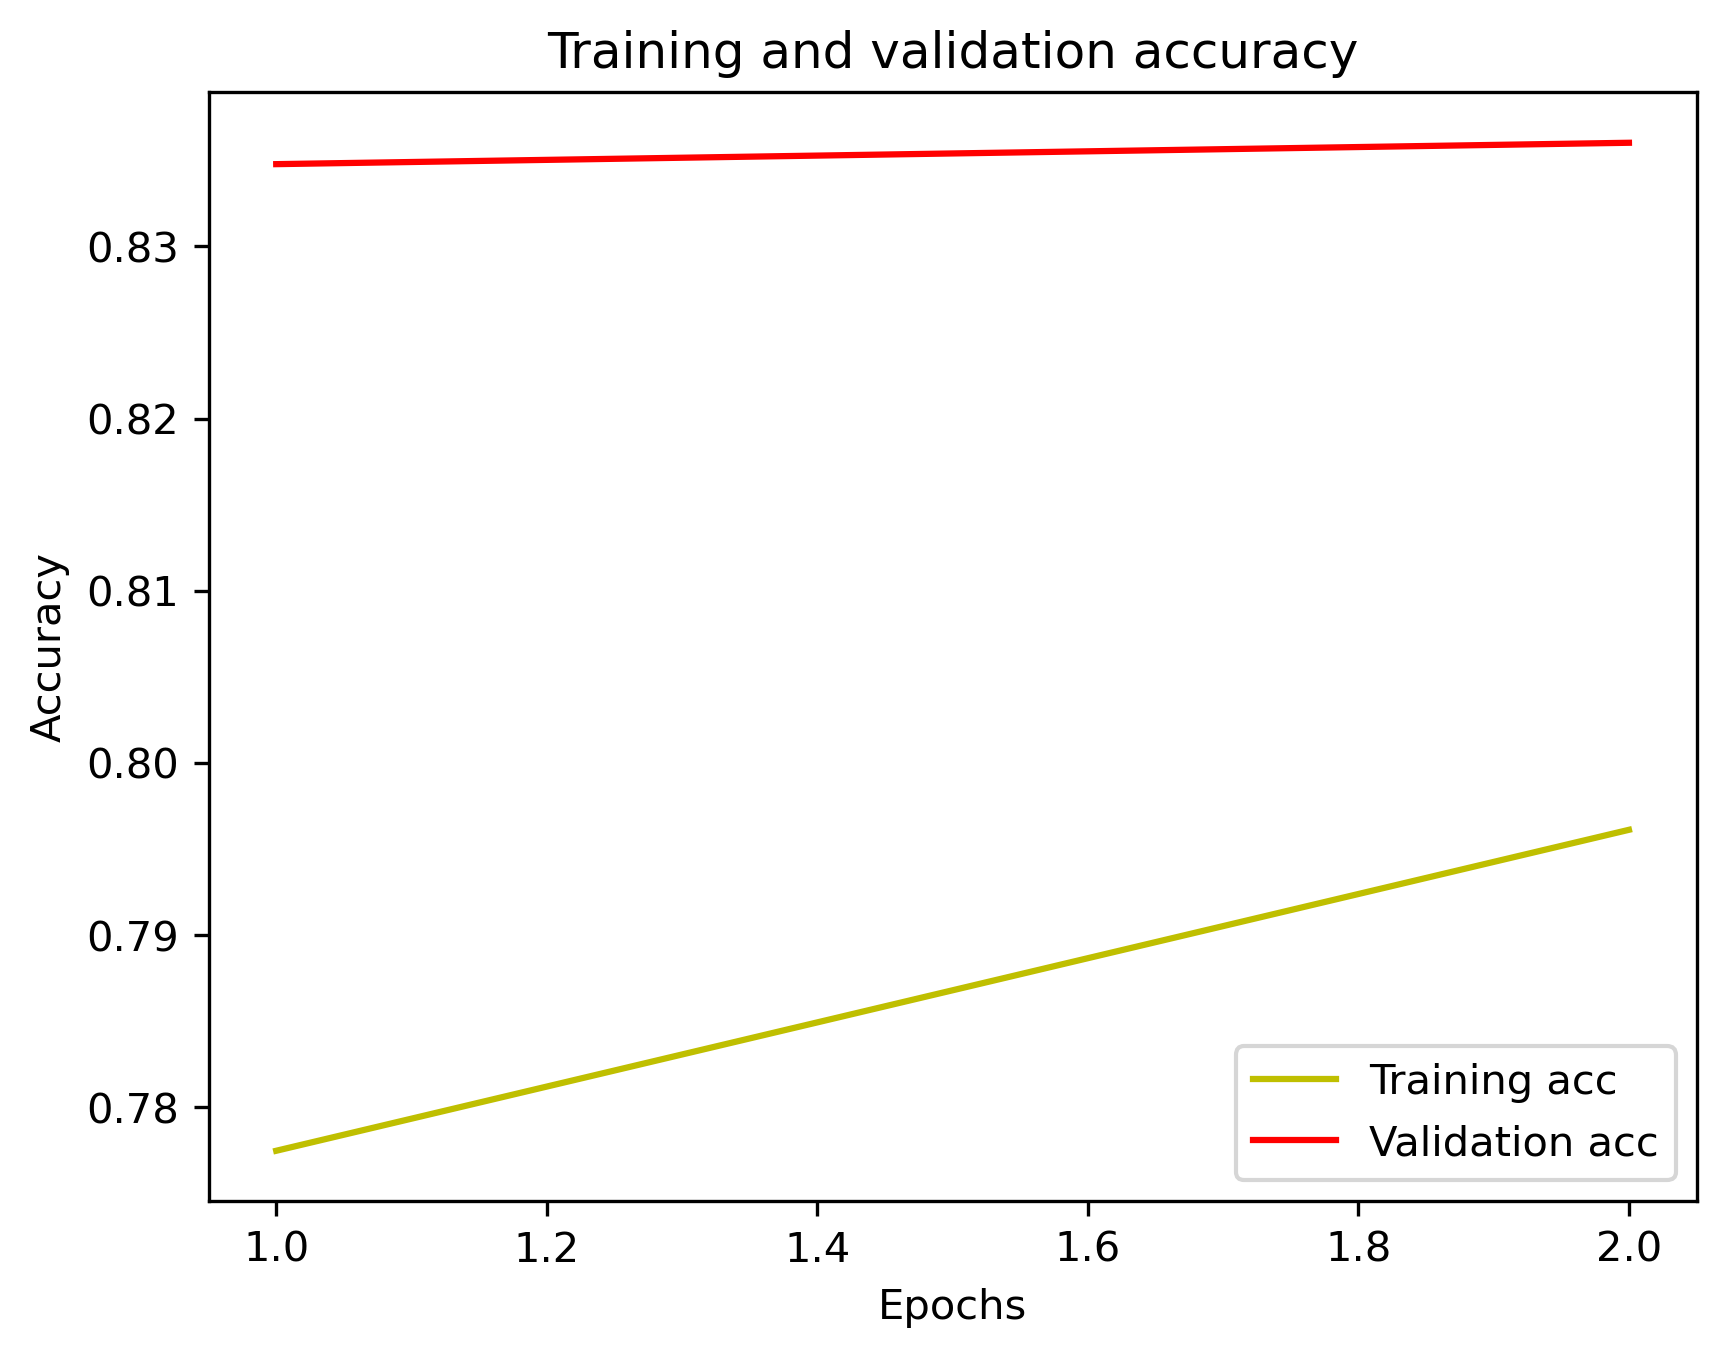 Training and validation accuracy
0.83
0.82
0.81
0.80
0.79
0.78
Accuracy
1.0 1.2 1.4 1.6 1.8 2.0
Epochs
Training acc
Validation acc